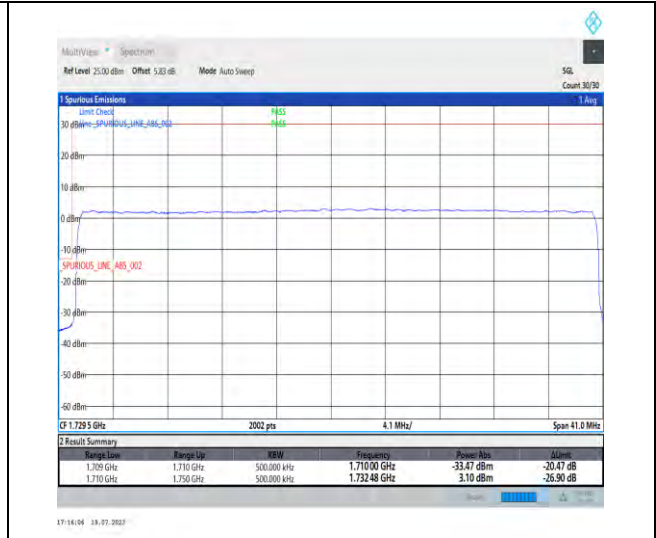 MultiView Spectrum
Ref Level 25.00 dBm Offset 5.83 dB Mode Auto Sweep SGL
Count 30/30
1 Spurious Emissions 1 Avg
Limit Check PASS
30 dBm Line _SPURIOUS_LINE_ABS_002 PASS
20 dBm
10 dBm
0 dBm
-10 dBm
_SPURIOUS_LINE_ABS_002
-20 dBm
-30 dBm
-40 dBm
-50 dBm
-60 dBm
CF 1.7295 GHz 2002 pts 4.1 MHz/ Span 41.0 MHz
2 Result Summary
Range Low Range Up RBW Frequency Power Abs ΔLimit
1.709 GHz 1.710 GHz 500.000 kHz 1.71000 GHz -33.47 dBm -20.47 dB
1.710 GHz 1.750 GHz 500.000 kHz 1.73248 GHz 3.10 dBm -26.90 dB
17:16:06 19.07.2023